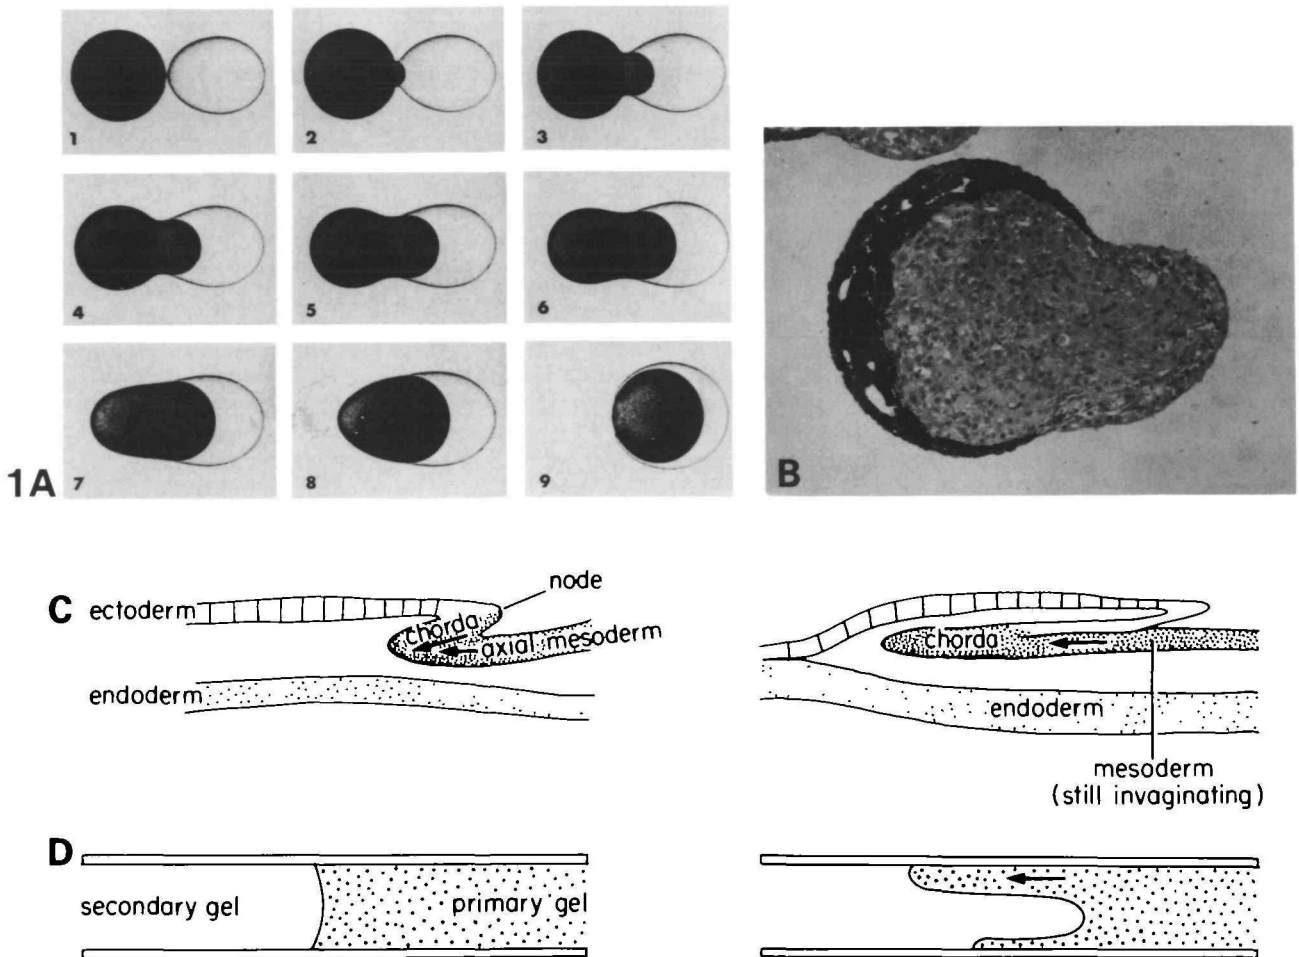 1
2
3
4
5
6
7
8
9
1A
B
C
ectoderm
node
chorda
axial mesoderm
endoderm
chorda
endoderm
mesoderm
(still invaginating)
D
secondary gel
primary gel